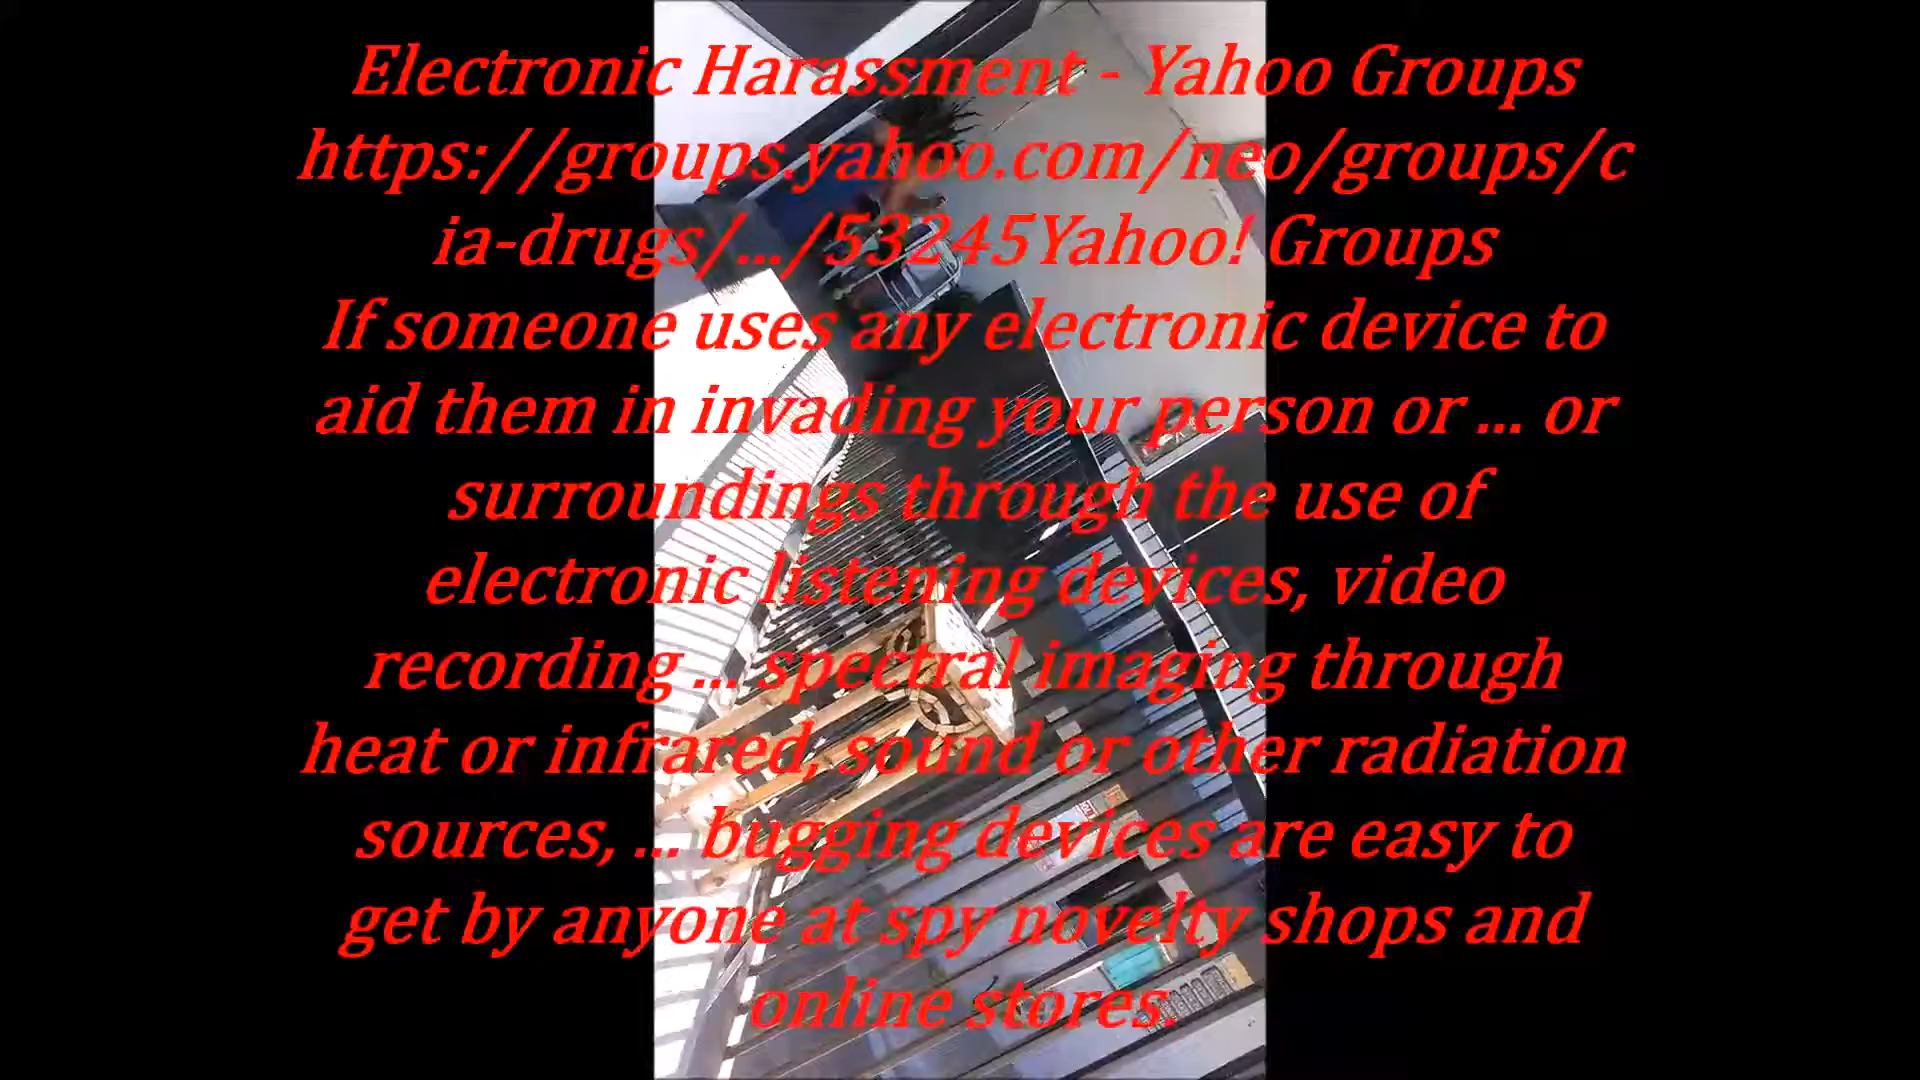 Electronic Harassment - Yahoo Groups
https://groups.yahoo.com/neo/groups/c
ia-drugs/.../53245Yahoo! Groups
If someone uses any electronic device to
aid them in invading your person or ... or
surroundings through the use of
electronic listening devices, video
recording ... spectral imaging through
heat or infrared, sound or other radiation
sources, ... bugging devices are easy to
get by anyone at spy novelty shops and
online stores.